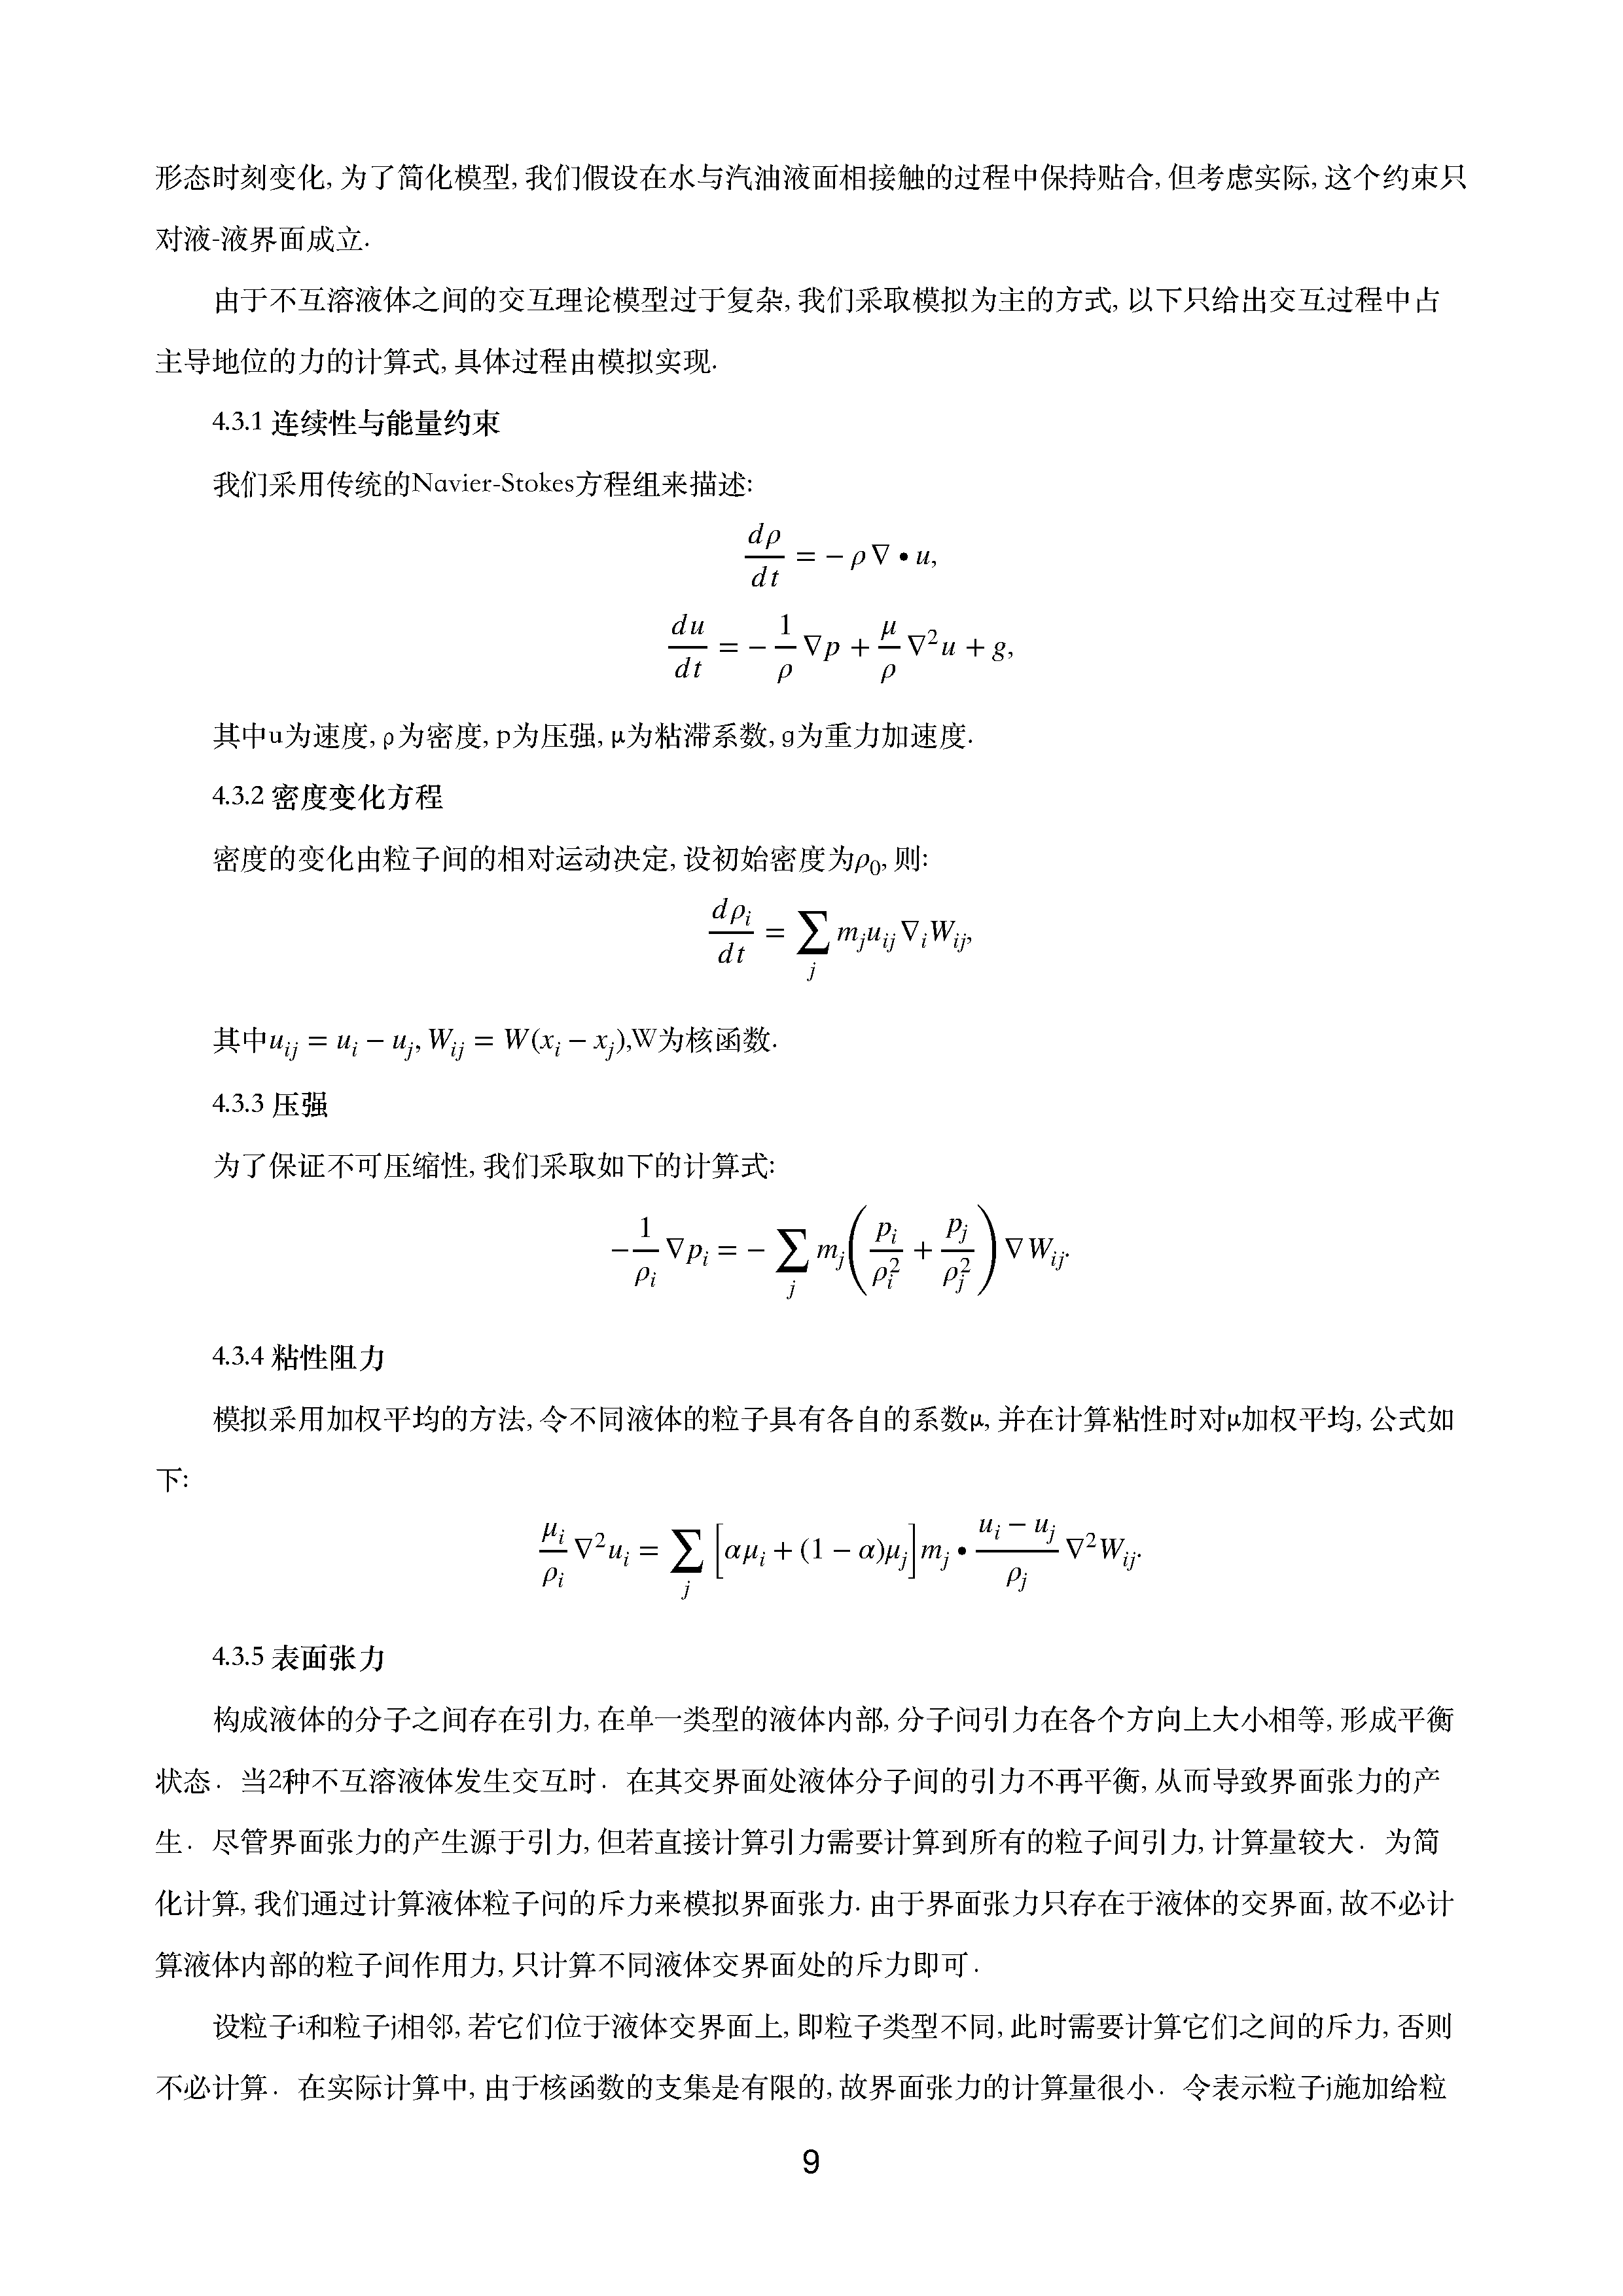 形态时刻变化, 为了简化模型, 我们假设在水与汽油液面相接触的过程中保持贴合, 但考虑实际, 这个约束只
对液-液界面成立.
由于不互溶液体之间的交互理论模型过于复杂, 我们采取模拟为主的方式, 以下只给出交互过程中占
主导地位的力的计算式, 具体过程由模拟实现.
4.3.1 连续性与能量约束
我们采用传统的Navier-Stokes方程组来描述:
\frac{dρ}{dt} = − ρ∇ • u,
\frac{du}{dt} = − \frac{1}{ρ}∇p + \frac{μ}{ρ}∇^2 u + g,
其中u为速度, ρ为密度, p为压强, μ为粘滞系数, g为重力加速度.
4.3.2 密度变化方程
密度的变化由粒子间的相对运动决定, 设初始密度为ρ_0, 则:
\frac{dρ_i}{dt} = \sum_j m_j u_{ij} ∇_i W_{ij},
其中u_{ij} = u_i − u_j, W_{ij} = W(x_i − x_j),W为核函数.
4.3.3 压强
为了保证不可压缩性, 我们采取如下的计算式:
−\frac{1}{ρ_i}∇p_i = − \sum_j m_j \left( \frac{p_i}{ρ_i^2} + \frac{p_j}{ρ_j^2} \right) ∇W_{ij}.
4.3.4 粘性阻力
模拟采用加权平均的方法, 令不同液体的粒子具有各自的系数μ, 并在计算粘性时对μ加权平均, 公式如
下:
\frac{μ_i}{ρ_i}∇^2 u_i = \sum_j \left[ αμ_i + (1 − α)μ_j \right] m_j • \frac{u_i − u_j}{ρ_j} ∇^2 W_{ij}.
4.3.5 表面张力
构成液体的分子之间存在引力, 在单一类型的液体内部, 分子问引力在各个方向上大小相等, 形成平衡
状态．当2种不互溶液体发生交互时．在其交界面处液体分子间的引力不再平衡, 从而导致界面张力的产
生．尽管界面张力的产生源于引力, 但若直接计算引力需要计算到所有的粒子间引力, 计算量较大．为简
化计算, 我们通过计算液体粒子问的斥力来模拟界面张力. 由于界面张力只存在于液体的交界面, 故不必计
算液体内部的粒子间作用力, 只计算不同液体交界面处的斥力即可．
设粒子i和粒子j相邻, 若它们位于液体交界面上, 即粒子类型不同, 此时需要计算它们之间的斥力, 否则
不必计算．在实际计算中, 由于核函数的支集是有限的, 故界面张力的计算量很小．令表示粒子j施加给粒
9